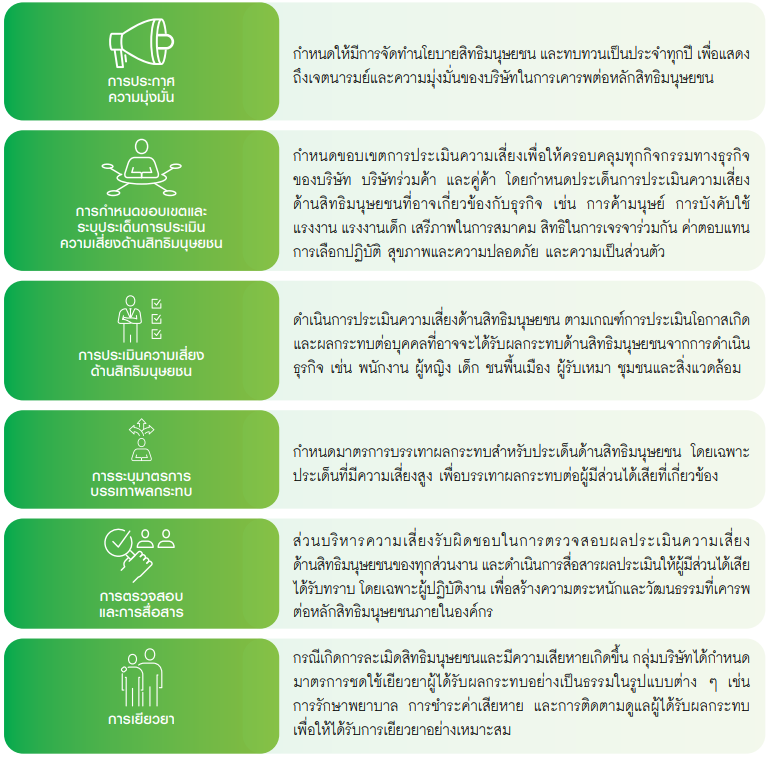 การประกาศ
ความมุ่งมั่น
กำหนดให้มีการจัดทำนโยบายสิทธิมนุษยชน และทบทวนเป็นประจำทุกปี เพื่อแสดง
ถึงเจตนารมย์และความมุ่งมั่นของบริษัทในการเคารพต่อหลักสิทธิมนุษยชน
การกำหนดขอบเขตและ
ระบุประเด็นการประเมิน
ความเสี่ยงด้านสิทธิมนุษยชน
กำหนดขอบเขตการประเมินความเสี่ยงเพื่อให้ครอบคลุมทุกกิจกรรมทางธุรกิจ
ของบริษัท บริษัทร่วมค้า และคู่ค้า โดยกำหนดประเด็นการประเมินความเสี่ยง
ด้านสิทธิมนุษยชนที่อาจเกี่ยวข้องกับธุรกิจ เช่น การค้ามนุษย์ การบังคับใช้
แรงงาน แรงงานเด็ก เสรีภาพในการสมาคม สิทธิในการเจรจาร่วมกัน ค่าตอบแทน
การเลือกปฏิบัติ สุขภาพและความปลอดภัย และความเป็นส่วนตัว
การประเมินความเสี่ยง
ด้านสิทธิมนุษยชน
ดำเนินการประเมินความเสี่ยงด้านสิทธิมนุษยชน ตามเกณฑ์การประเมินโอกาสเกิด
และผลกระทบต่อบุคคลที่อาจจะได้รับผลกระทบด้านสิทธิมนุษยชนจากการดำเนิน
ธุรกิจ เช่น พนักงาน ผู้หญิง เด็ก ชนพื้นเมือง ผู้รับเหมา ชุมชนและสิ่งแวดล้อม
การระบุมาตรการ
บรรเทาผลกระทบ
กำหนดมาตรการบรรเทาผลกระทบสำหรับประเด็นด้านสิทธิมนุษยชน โดยเฉพาะ
ประเด็นที่มีความเสี่ยงสูง เพื่อบรรเทาผลกระทบต่อผู้มีส่วนได้เสียที่เกี่ยวข้อง
การตรวจสอบ
และการสื่อสาร
ส่วนบริหารความเสี่ยงรับผิดชอบในการตรวจสอบผลประเมินความเสี่ยง
ด้านสิทธิมนุษยชนของทุกส่วนงาน และดำเนินการสื่อสารผลประเมินให้ผู้มีส่วนได้เสีย
ได้รับทราบ โดยเฉพาะผู้ปฏิบัติงาน เพื่อสร้างความตระหนักและวัฒนธรรมที่เคารพ
ต่อหลักสิทธิมนุษยชนภายในองค์กร
การเยียวยา
กรณีเกิดการละเมิดสิทธิมนุษยชนและมีความเสียหายเกิดขึ้น กลุ่มบริษัทได้กำหนด
มาตรการชดใช้เยียวยาผู้ได้รับผลกระทบอย่างเป็นธรรมในรูปแบบต่าง ๆ เช่น
การรักษาพยาบาล การชำระค่าเสียหาย และการติดตามดูแลผู้ได้รับผลกระทบ
เพื่อให้ได้รับการเยียวยาอย่างเหมาะสม